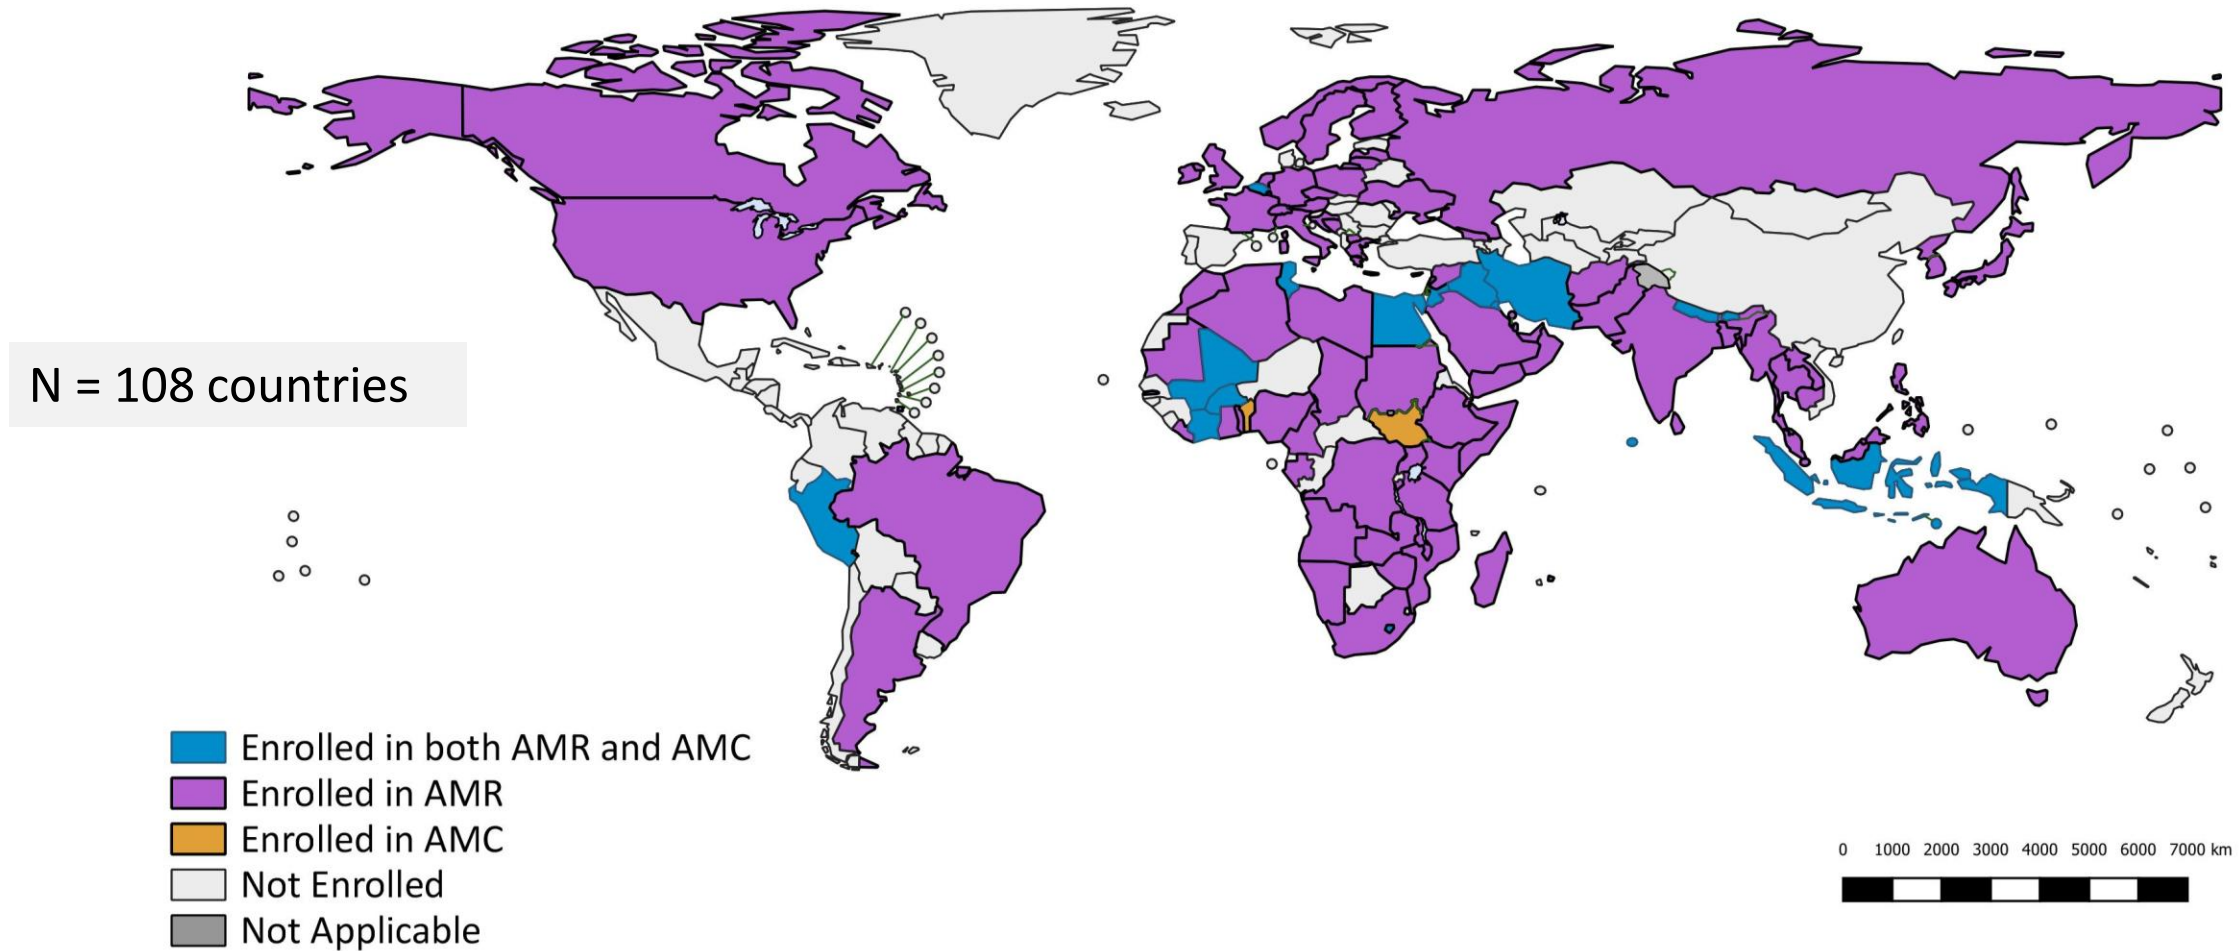 N = 108 countries
Enrolled in both AMR and AMC
Enrolled in AMR
Enrolled in AMC
Not Enrolled
Not Applicable
0 1000 2000 3000 4000 5000 6000 7000 km